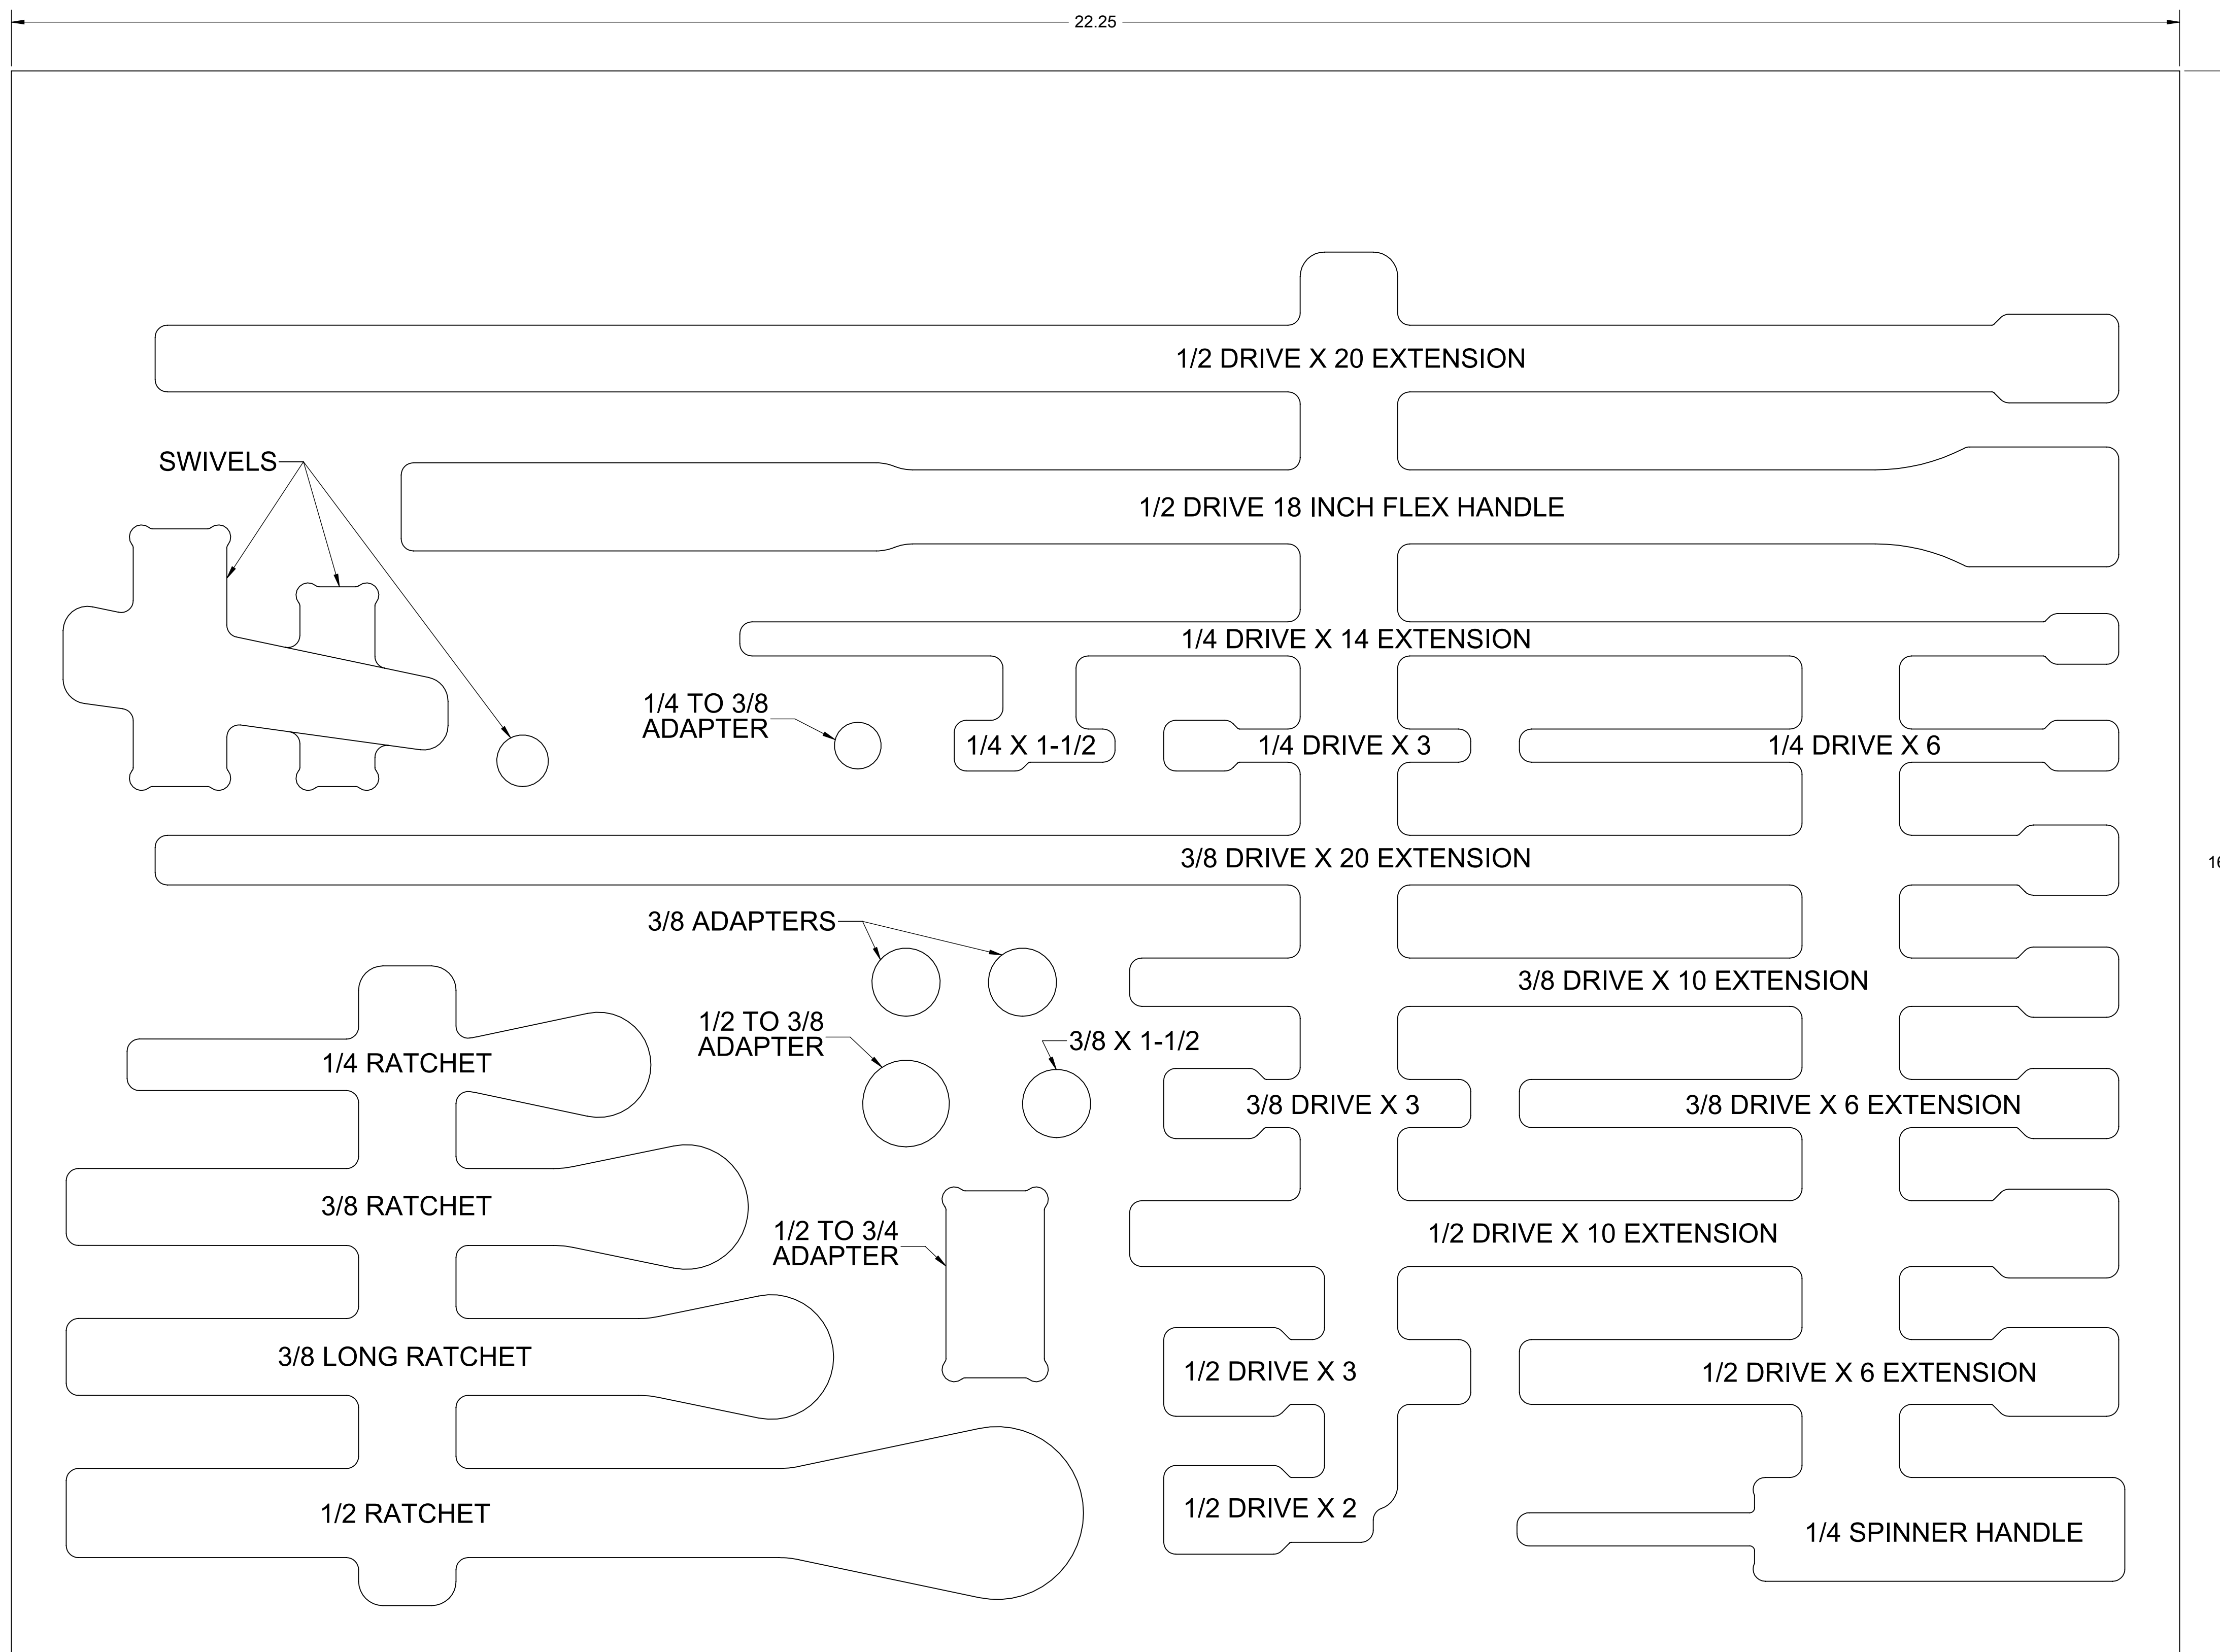 22.25
1/2 DRIVE X 20 EXTENSION
SWIVELS
1/2 DRIVE 18 INCH FLEX HANDLE
1/4 DRIVE X 14 EXTENSION
1/4 TO 3/8
ADAPTER
1/4 X 1-1/2
1/4 DRIVE X 3
1/4 DRIVE X 6
3/8 DRIVE X 20 EXTENSION
16
3/8 ADAPTERS
3/8 DRIVE X 10 EXTENSION
1/2 TO 3/8
ADAPTER
3/8 X 1-1/2
1/4 RATCHET
3/8 DRIVE X 3
3/8 DRIVE X 6 EXTENSION
3/8 RATCHET
1/2 TO 3/4
ADAPTER
1/2 DRIVE X 10 EXTENSION
3/8 LONG RATCHET
1/2 DRIVE X 3
1/2 DRIVE X 6 EXTENSION
1/2 RATCHET
1/2 DRIVE X 2
1/4 SPINNER HANDLE